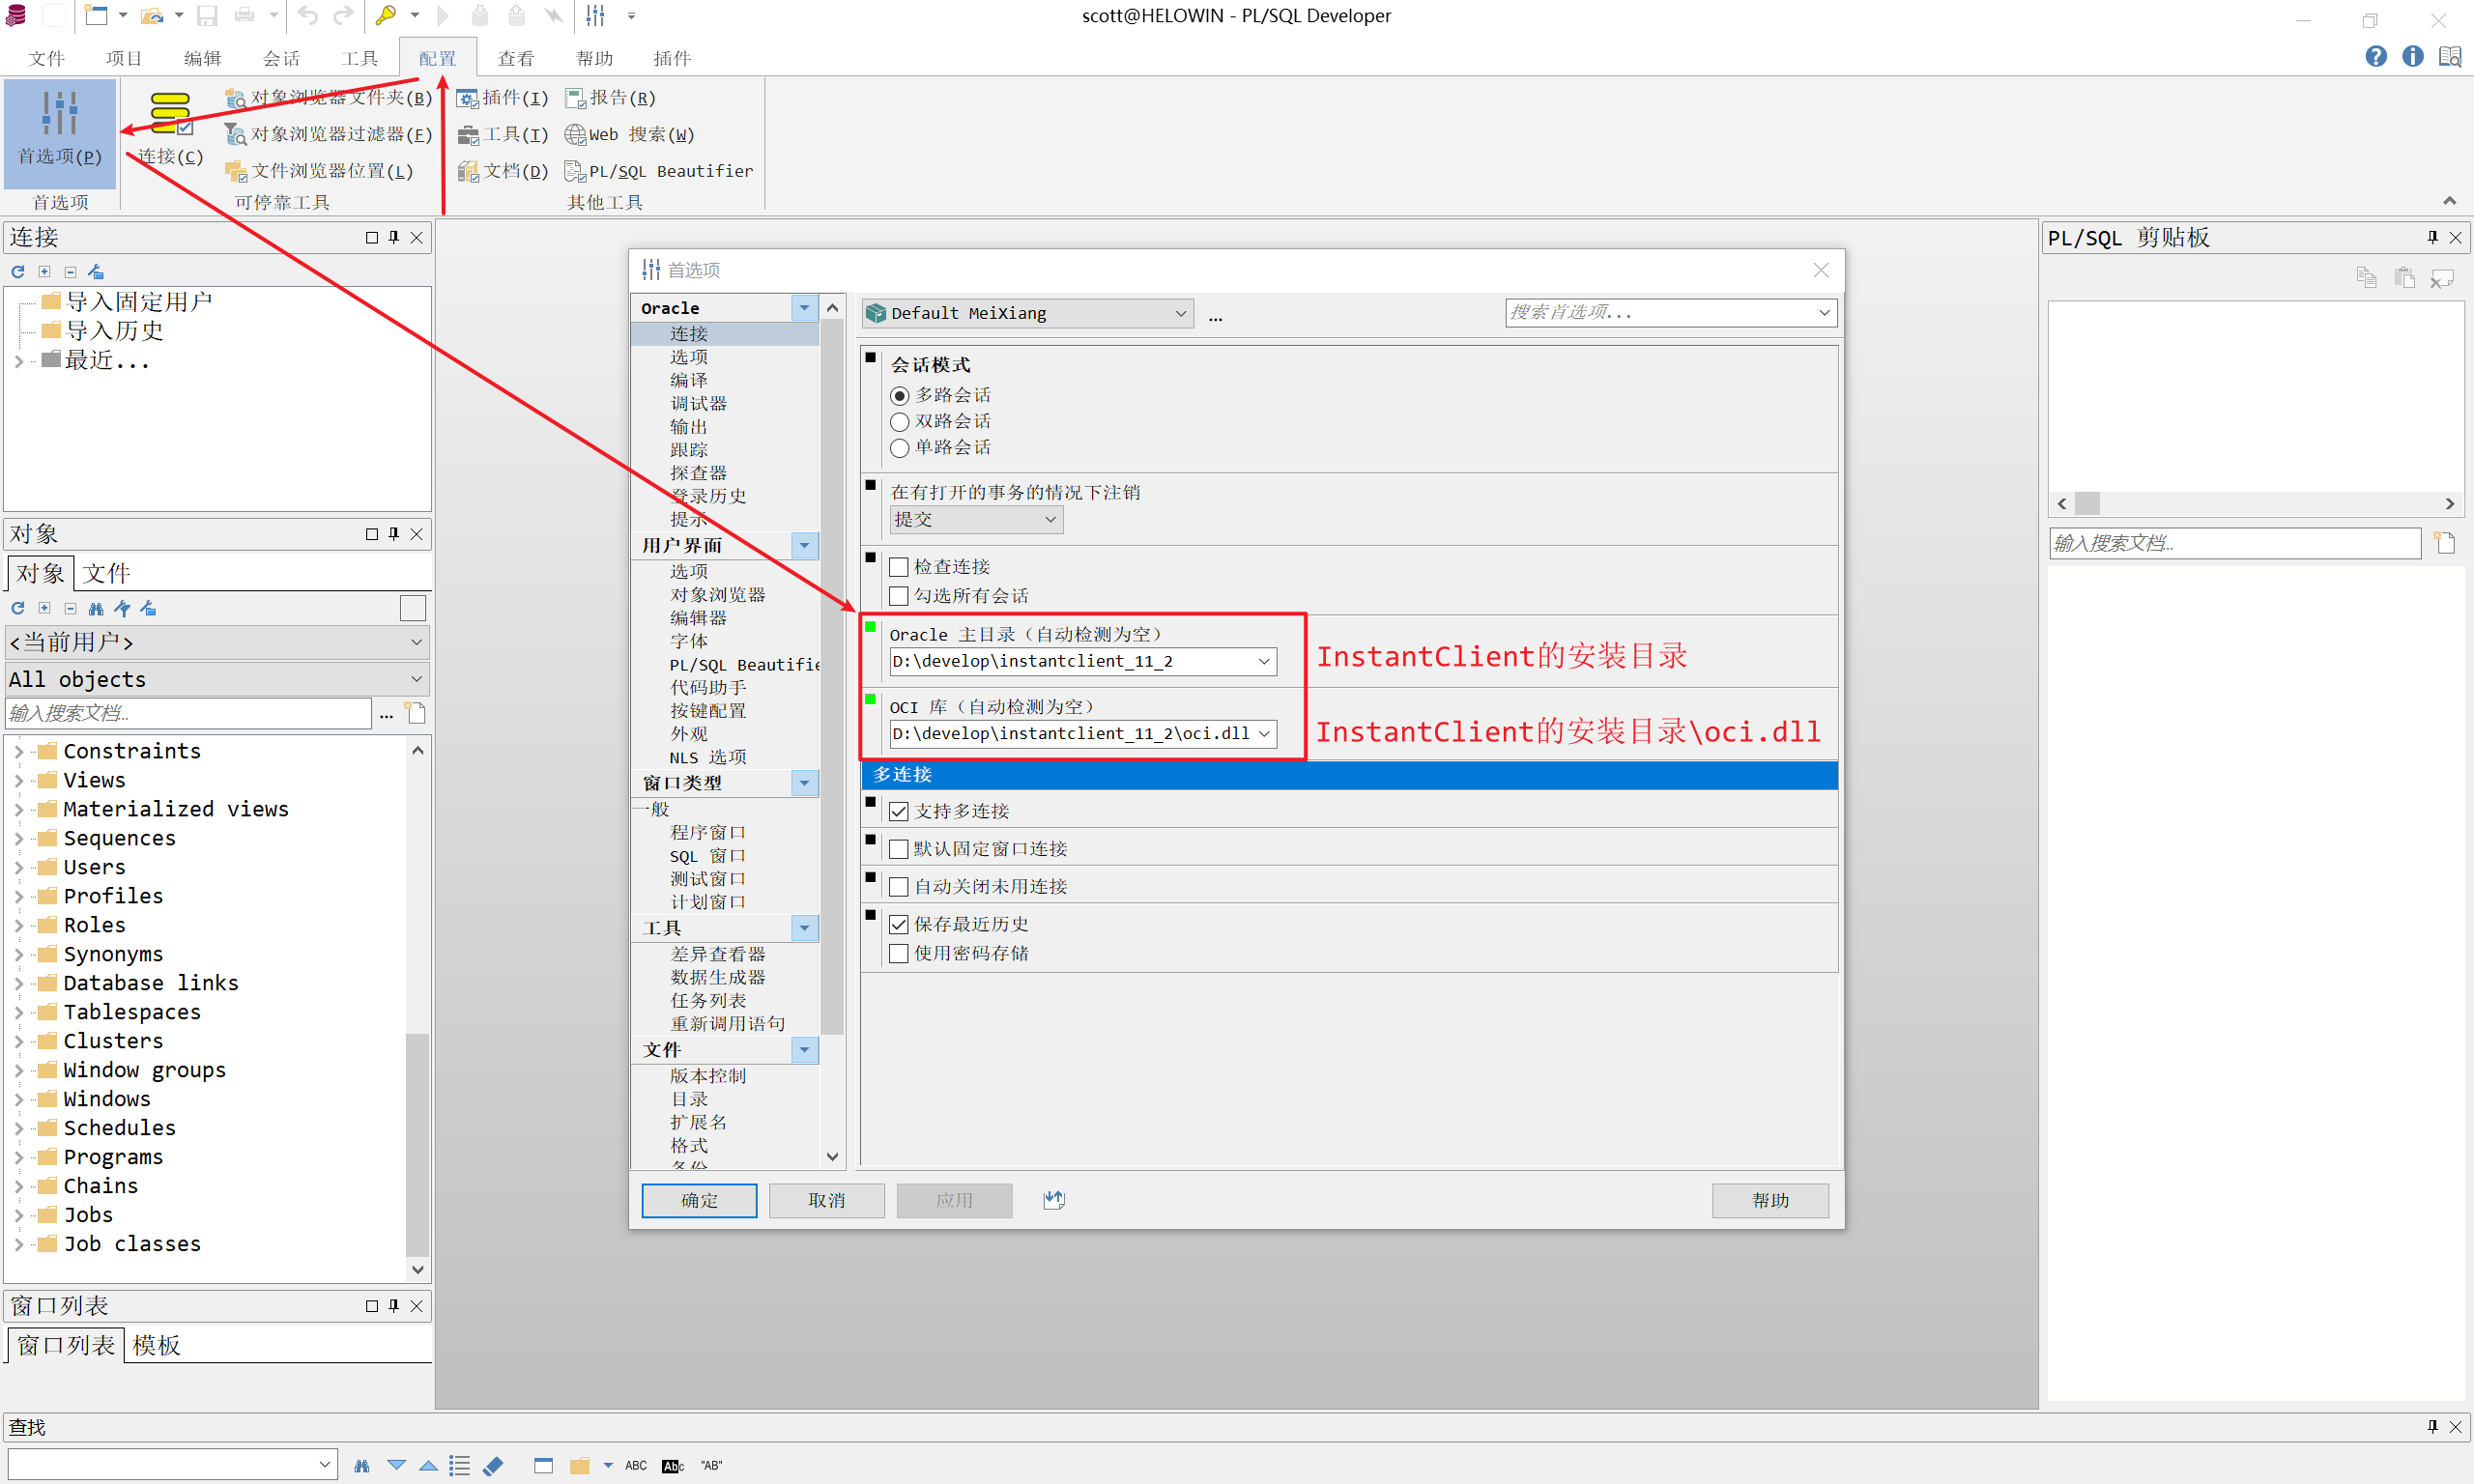 scott@HELOWIN - PL/SQL Developer
文件 项目 编辑 会话 工具 配置 查看 帮助 插件
首选项(P)
首选项
连接(C)
对象浏览器文件夹(B)
对象浏览器过滤器(F)
文件浏览器位置(L)
可停靠工具
插件(I)
工具(T)
文档(D)
报告(R)
Web 搜索(W)
PL/SQL Beautifier
其他工具
连接
导入固定用户
导入历史
最近...
对象
对象 文件
<当前用户>
All objects
输入搜索文档...
...
Constraints
Views
Materialized views
Sequences
Users
Profiles
Roles
Synonyms
Database links
Tablespaces
Clusters
Window groups
Windows
Schedules
Programs
Chains
Jobs
Job classes
窗口列表
窗口列表 模板
首选项
Oracle
连接
选项
编译
调试器
输出
跟踪
探查器
登录历史
提示
用户界面
选项
对象浏览器
编辑器
字体
PL/SQL Beautifie
代码助手
按键配置
外观
NLS 选项
窗口类型
一般
程序窗口
SQL 窗口
测试窗口
计划窗口
工具
差异查看器
数据生成器
任务列表
重新调用语句
文件
版本控制
目录
扩展名
格式
备份
Default MeiXiang
...
搜索首选项...
会话模式
多路会话
双路会话
单路会话
在有打开的事务的情况下注销
提交
检查连接
勾选所有会话
Oracle 主目录（自动检测为空）
D:\develop\instantclient_11_2
InstantClient的安装目录
OCI 库（自动检测为空）
D:\develop\instantclient_11_2\oci.dll
InstantClient的安装目录\oci.dll
多连接
支持多连接
默认固定窗口连接
自动关闭未用连接
保存最近历史
使用密码存储
确定 取消 应用 帮助
PL/SQL 剪贴板
输入搜索文档...
查找
ABC Abc "AB"